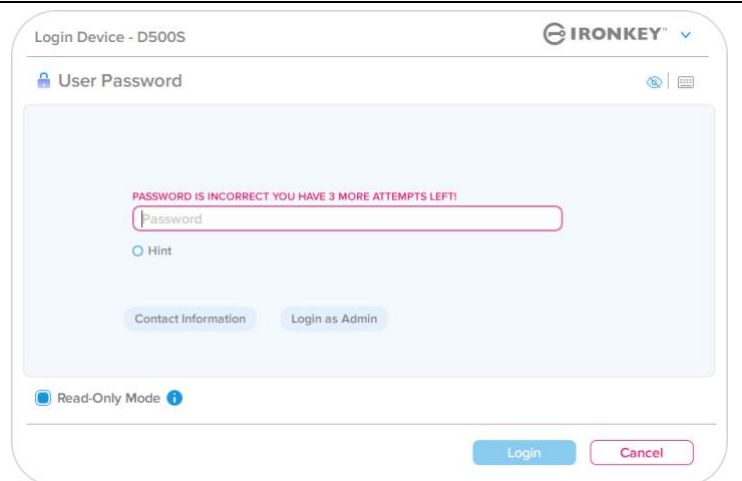 Login Device - D500S
IRONKEY™
User Password
PASSWORD IS INCORRECT YOU HAVE 3 MORE ATTEMPTS LEFT!
Password
Hint
Contact Information
Login as Admin
Read-Only Mode i
Login
Cancel